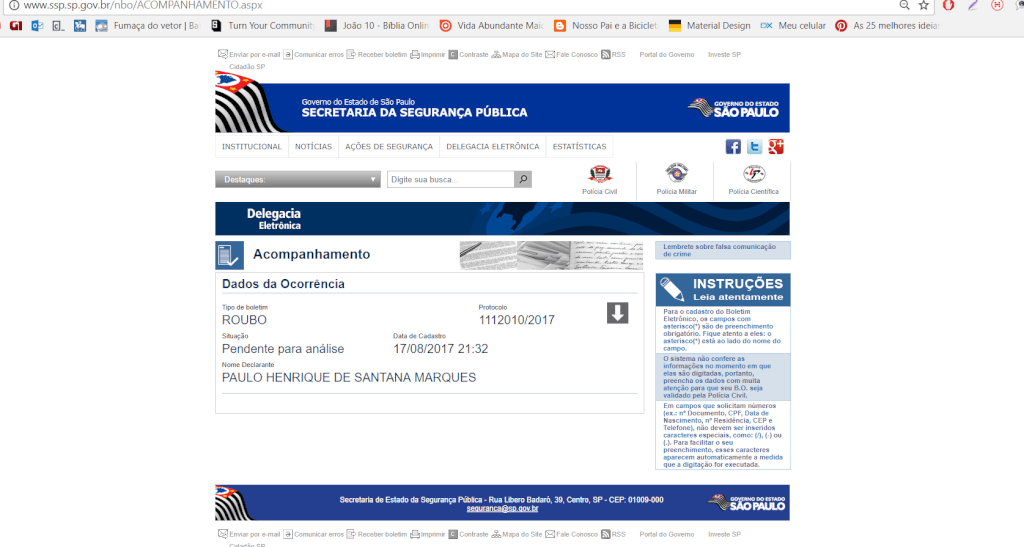 www.ssp.sp.gov.br/nbo/ACOMPANHAMENTO.aspx
Fumaça do vetor | Ba Turn Your Community João 10 - Bíblia Onlin Vida Abundante Maio Nosso Pai e a Biciclet Material Design Meu celular As 25 melhores ideia
Enviar por e-mail Comunicar erros Receber boletim Imprimir Contraste Mapa do Site Fale Conosco RSS Portal do Governo Investe SP
Cidadão.SP
Governo do Estado de São Paulo
SECRETARIA DA SEGURANÇA PÚBLICA
GOVERNO DO ESTADO
SÃO PAULO
INSTITUCIONAL NOTÍCIAS AÇÕES DE SEGURANÇA DELEGACIA ELETRÔNICA ESTATÍSTICAS
Destaques: Digite sua busca...
Polícia Civil Polícia Militar Polícia Científica
Delegacia
Eletrônica
Acompanhamento
Dados da Ocorrência
Tipo de boletim Protocolo
ROUBO 1112010/2017
Situação Data de Cadastro
Pendente para análise 17/08/2017 21:32
Nome Declarante
PAULO HENRIQUE DE SANTANA MARQUES
Lembrete sobre falsa comunicação
de crime
INSTRUÇÕES
Leia atentamente
Para o cadastro do Boletim
Eletrônico, os campos com
asterisco(*) são de preenchimento
obrigatório. Fique atento a eles: o
asterisco(*) está ao lado do nome do
campo.
O sistema não confere as
informações no momento em que
elas são digitadas, portanto,
preencha os dados com muita
atenção para que seu B.O. seja
validado pela Polícia Civil.
Em campos que solicitam números
(ex.: nº Documento, CPF, Data de
Nascimento, nº Residência, CEP e
Telefone), não devem ser inseridos
caracteres especiais, como: (/), (-) ou
(.). Para facilitar o seu
preenchimento, esses caracteres
aparecem automaticamente a medida
que a digitação for executada.
Secretaria de Estado da Segurança Pública - Rua Líbero Badaró, 39, Centro, SP - CEP: 01009-000
seguranca@sp.gov.br
GOVERNO DO ESTADO
SÃO PAULO
Enviar por e-mail Comunicar erros Receber boletim Imprimir Contraste Mapa do Site Fale Conosco RSS Portal do Governo Investe SP
Cidadão.SP